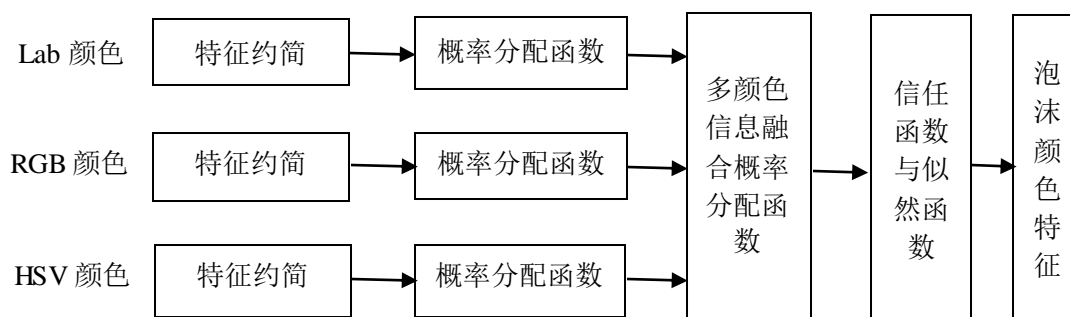 Lab 颜色
特征约简
概率分配函数
RGB 颜色
特征约简
概率分配函数
HSV 颜色
特征约简
概率分配函数
多颜色
信息融
合概率
分配函
数
信任
函数
与似
然函
数
泡
沫
颜
色
特
征